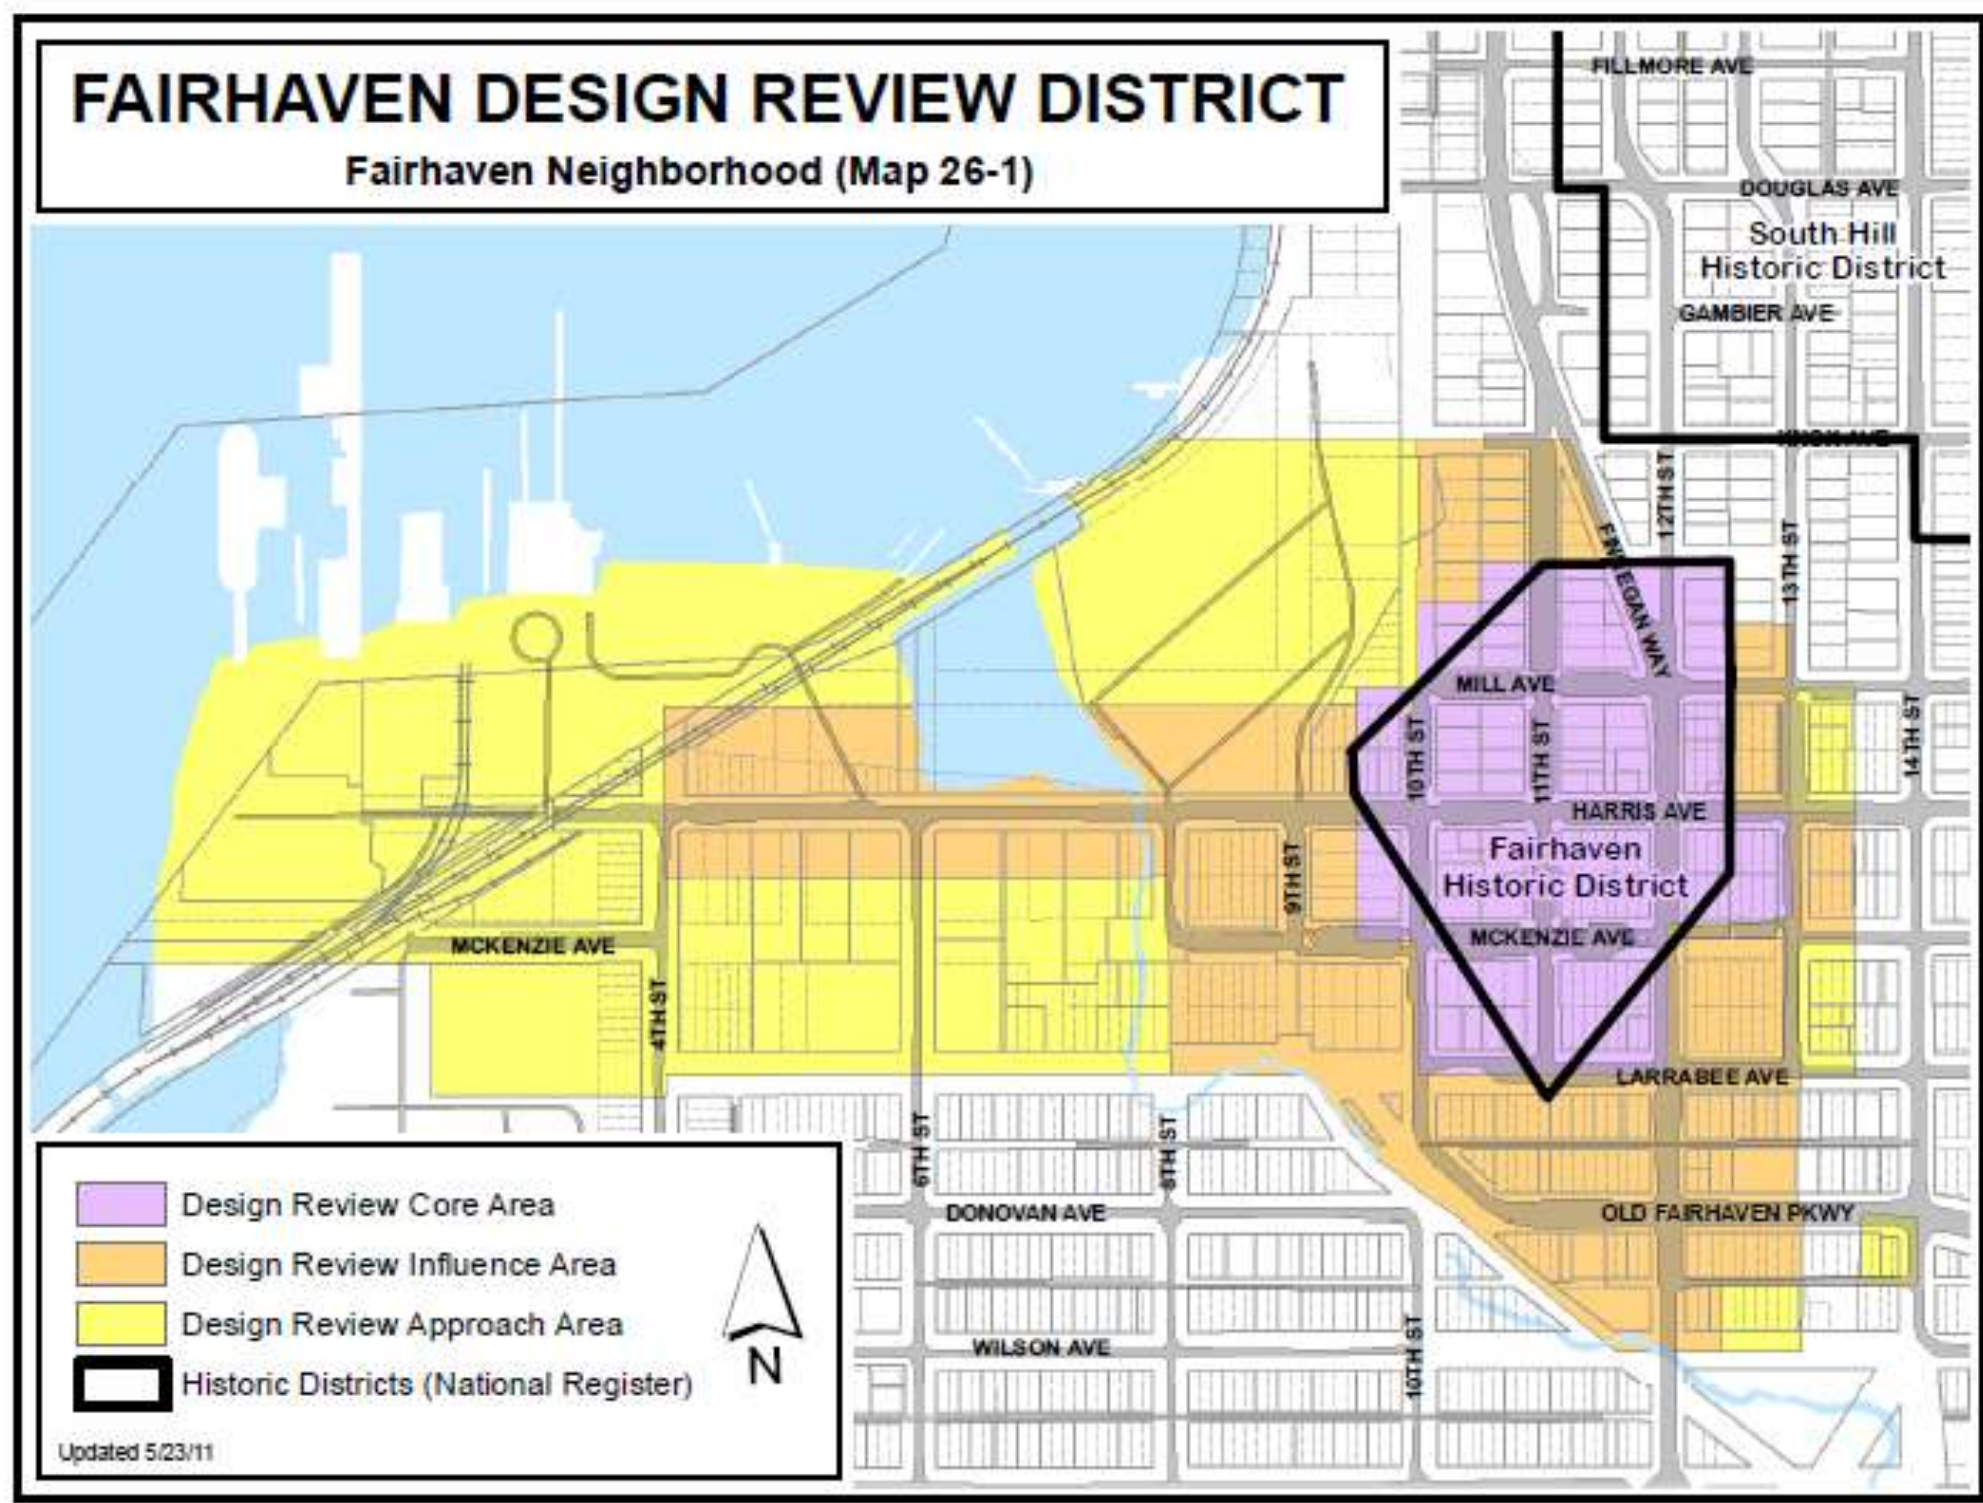 FAIRHAVEN DESIGN REVIEW DISTRICT
Fairhaven Neighborhood (Map 26-1)
FILLMORE AVE
DOUGLAS AVE
South Hill
Historic District
GAMBIER AVE
KNOX AVE
12TH ST
FINNEGAN WAY
13TH ST
MILL AVE
10TH ST
11TH ST
14TH ST
HARRIS AVE
Fairhaven
Historic District
9TH ST
MCKENZIE AVE
MCKENZIE AVE
4TH ST
LARRABEE AVE
6TH ST
8TH ST
DONOVAN AVE
OLD FAIRHAVEN PKWY
WILSON AVE
10TH ST
Design Review Core Area
Design Review Influence Area
Design Review Approach Area
Historic Districts (National Register)
N
Updated 5/23/11